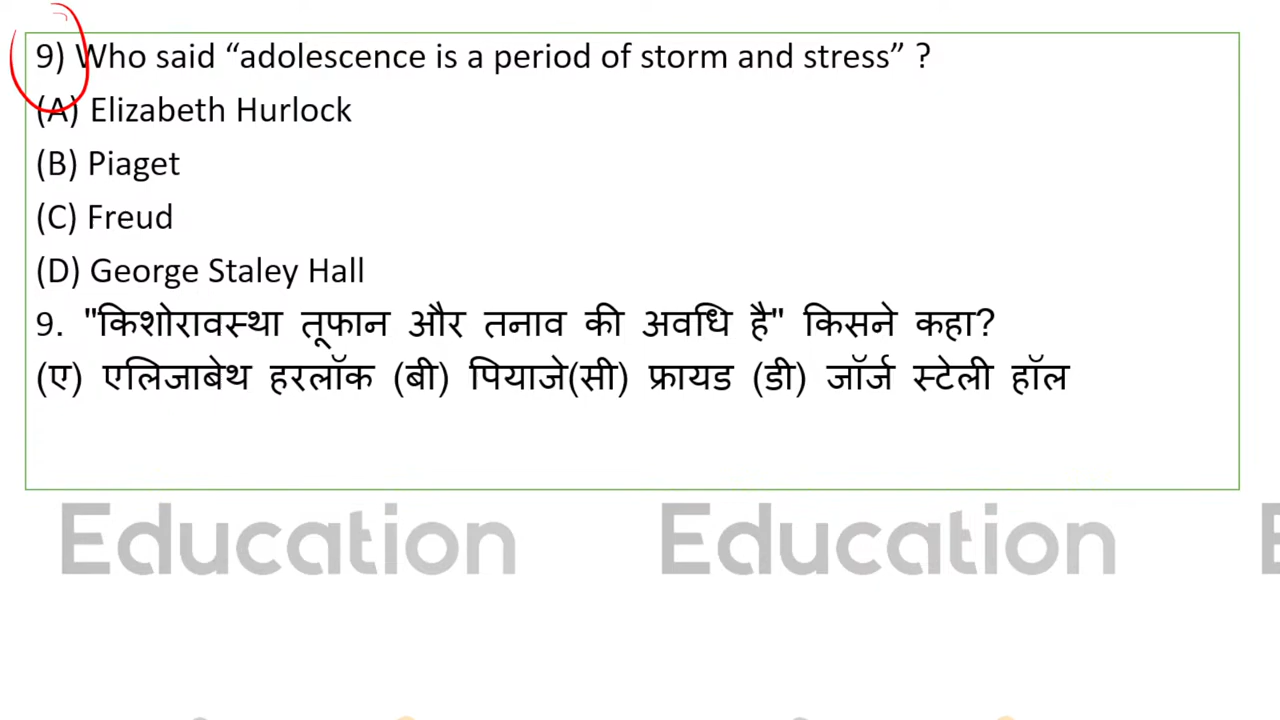 9) Who said “adolescence is a period of storm and stress” ?
(A) Elizabeth Hurlock
(B) Piaget
(C) Freud
(D) George Staley Hall
9. "किशोरावस्था तूफान और तनाव की अवधि है" किसने कहा?
(ए) एलिजाबेथ हरलॉक (बी) पियाजे(सी) फ्रायड (डी) जॉर्ज स्टेली हॉल
Education Education E